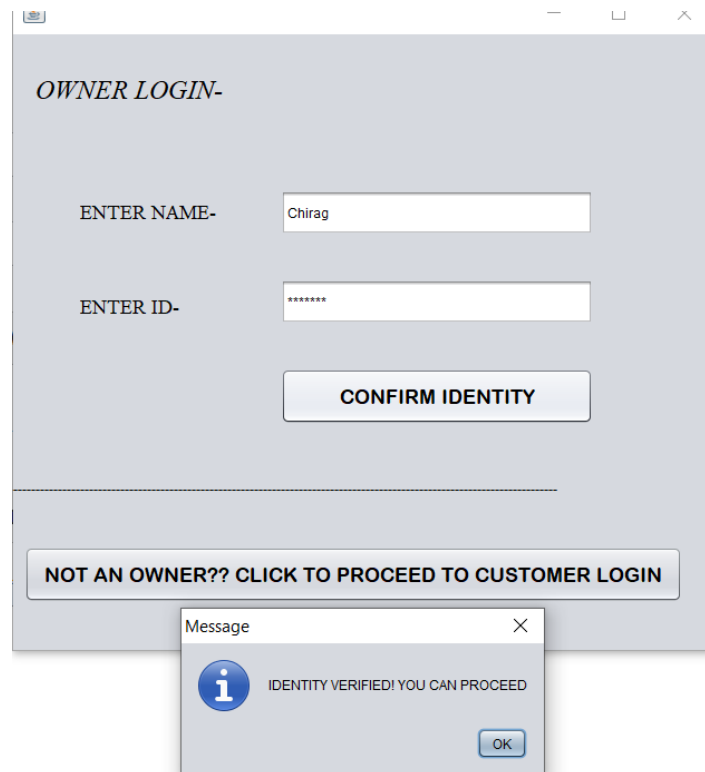 OWNER LOGIN-
ENTER NAME-
Chirag
ENTER ID-
*******
CONFIRM IDENTITY
NOT AN OWNER?? CLICK TO PROCEED TO CUSTOMER LOGIN
Message
IDENTITY VERIFIED! YOU CAN PROCEED
OK